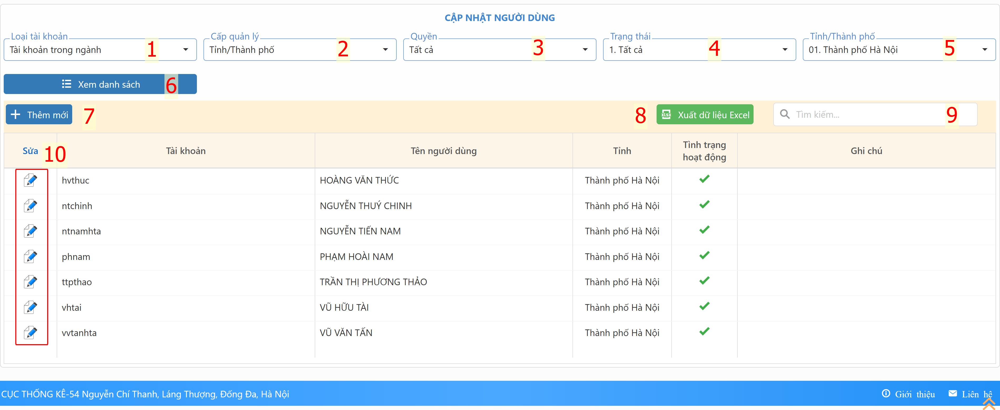 CẬP NHẬT NGƯỜI DÙNG
Loại tài khoản Cấp quản lý Quyền Trạng thái Tỉnh/Thành phố
Tài khoản trong ngành 1 Tỉnh/Thành phố 2 Tất cả 3 1. Tất cả 4 01. Thành phố Hà Nội 5
Xem danh sách 6
Thêm mới 7 8 xlsx Xuất dữ liệu Excel Tìm kiếm... 9
Sửa 10 Tài khoản Tên người dùng Tỉnh Tình trạng hoạt động Ghi chú
hvthuc HOÀNG VĂN THỨC Thành phố Hà Nội
ntchinh NGUYỄN THUÝ CHINH Thành phố Hà Nội
ntnamhta NGUYỄN TIẾN NAM Thành phố Hà Nội
phnam PHẠM HOÀI NAM Thành phố Hà Nội
ttpthao TRẦN THỊ PHƯƠNG THẢO Thành phố Hà Nội
vhtai VŨ HỮU TÀI Thành phố Hà Nội
vvtanhta VŨ VĂN TẤN Thành phố Hà Nội
CỤC THỐNG KÊ-54 Nguyễn Chí Thanh, Láng Thượng, Đống Đa, Hà Nội Giới thiệu Liên hệ